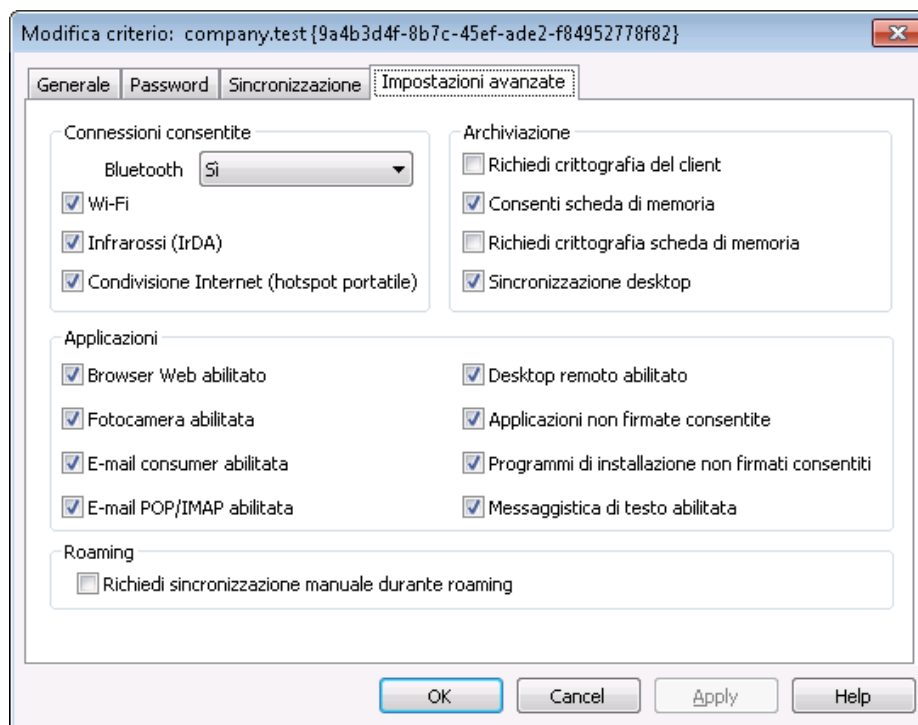 Modifica criterio: company.test {9a4b3d4f-8b7c-45ef-ade2-f84952778f82}
Generale
Password
Sincronizzazione
Impostazioni avanzate
Connessioni consentite
Bluetooth
Sì
Wi-Fi
Infrarossi (IrDA)
Condivisione Internet (hotspot portatile)
Archiviazione
Richiedi crittografia del client
Consenti scheda di memoria
Richiedi crittografia scheda di memoria
Sincronizzazione desktop
Applicazioni
Browser Web abilitato
Fotocamera abilitata
E-mail consumer abilitata
E-mail POP/IMAP abilitata
Desktop remoto abilitato
Applicazioni non firmate consentite
Programmi di installazione non firmati consentiti
Messaggistica di testo abilitata
Roaming
Richiedi sincronizzazione manuale durante roaming
OK
Cancel
Apply
Help